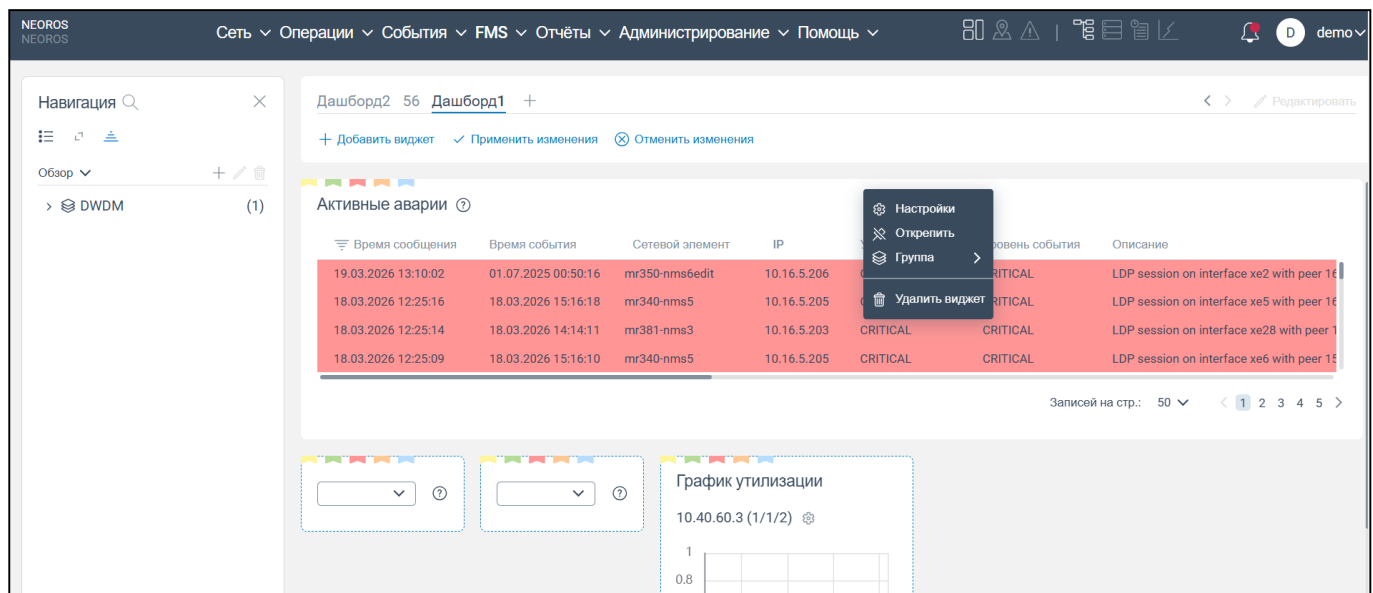 NEOROS
NEOROS
Сеть Операции События FMS Отчёты Администрирование Помощь
D demo
Навигация
Обзор
DWDM (1)
Дашборд2 56 Дашборд1 +
Редактировать
+ Добавить виджет Применить изменения Отменить изменения
Активные аварии ?
Настройки
Открепить
Группа
Удалить виджет
Время сообщения Время события Сетевой элемент IP овень события Описание
19.03.2026 13:10:02 01.07.2025 00:50:16 mr350-nms6edit 10.16.5.206 RITICAL LDP session on interface xe2 with peer 16
18.03.2026 12:25:16 18.03.2026 15:16:18 mr340-nms5 10.16.5.205 RITICAL LDP session on interface xe5 with peer 16
18.03.2026 12:25:14 18.03.2026 14:14:11 mr381-nms3 10.16.5.203 CRITICAL CRITICAL LDP session on interface xe28 with peer 1
18.03.2026 12:25:09 18.03.2026 15:16:10 mr340-nms5 10.16.5.205 CRITICAL CRITICAL LDP session on interface xe6 with peer 15
Записей на стр.: 50 < 1 2 3 4 5 >
? ?
График утилизации
10.40.60.3 (1/1/2)
1
0.8